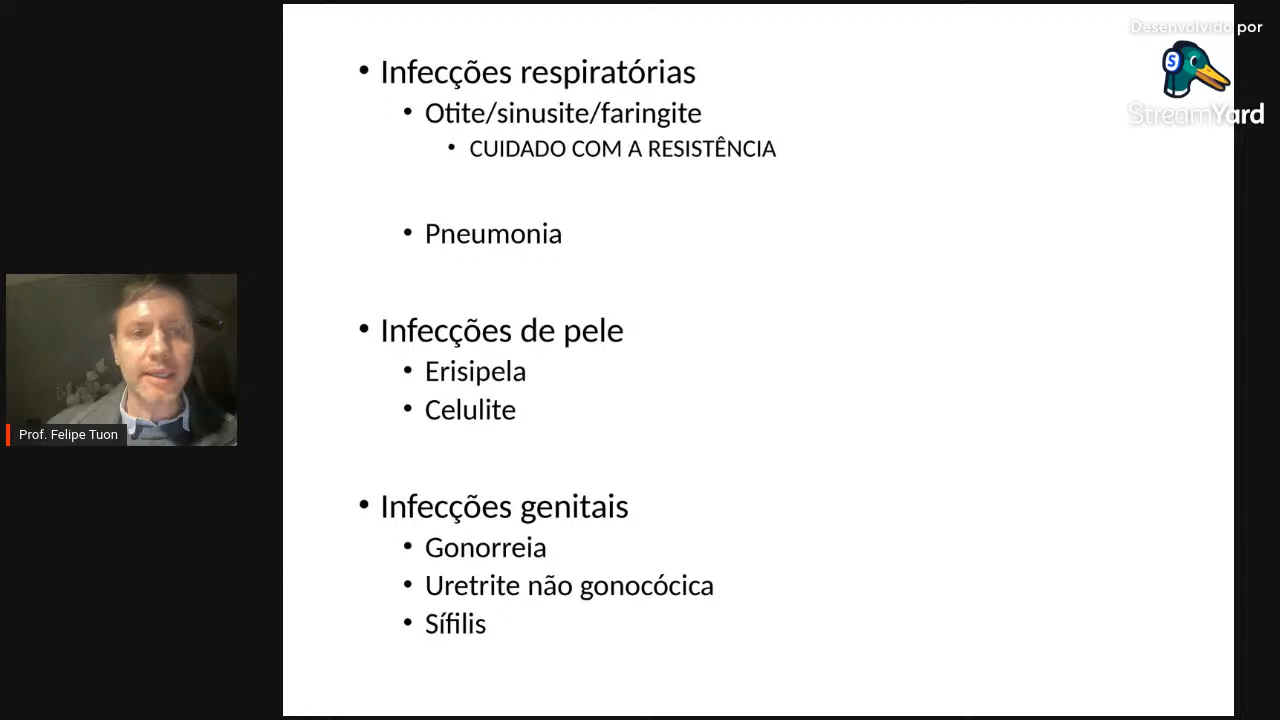 Desenvolvido por
StreamYard
Infecções respiratórias
Otite/sinusite/faringite
CUIDADO COM A RESISTÊNCIA
Pneumonia
Infecções de pele
Erisipela
Celulite
Infecções genitais
Gonorreia
Uretrite não gonocócica
Sífilis
Prof. Felipe Tuon